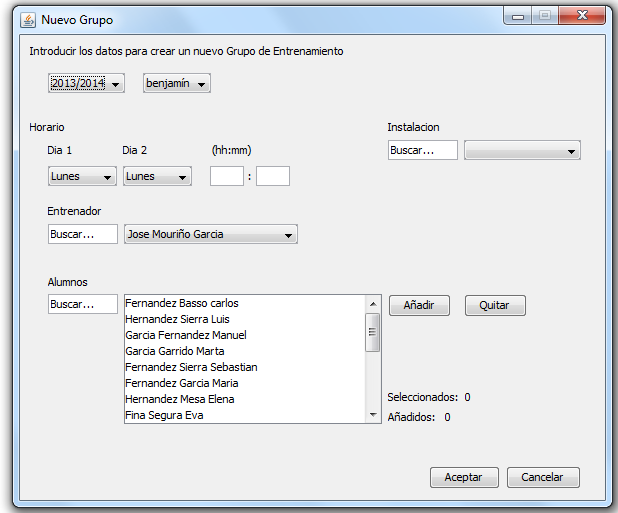 Nuevo Grupo
Introducir los datos para crear un nuevo Grupo de Entrenamiento
2013/2014 benjamín
Horario
Instalacion
Dia 1 Dia 2 (hh:mm)
Buscar...
Lunes Lunes :
Entrenador
Buscar... Jose Mouriño Garcia
Alumnos
Buscar...
Fernandez Basso carlos
Hernandez Sierra Luis
Garcia Fernandez Manuel
Garcia Garrido Marta
Fernandez Sierra Sebastian
Fernandez Garcia Maria
Hernandez Mesa Elena
Fina Segura Eva
Añadir Quitar
Seleccionados: 0
Añadidos: 0
Aceptar Cancelar